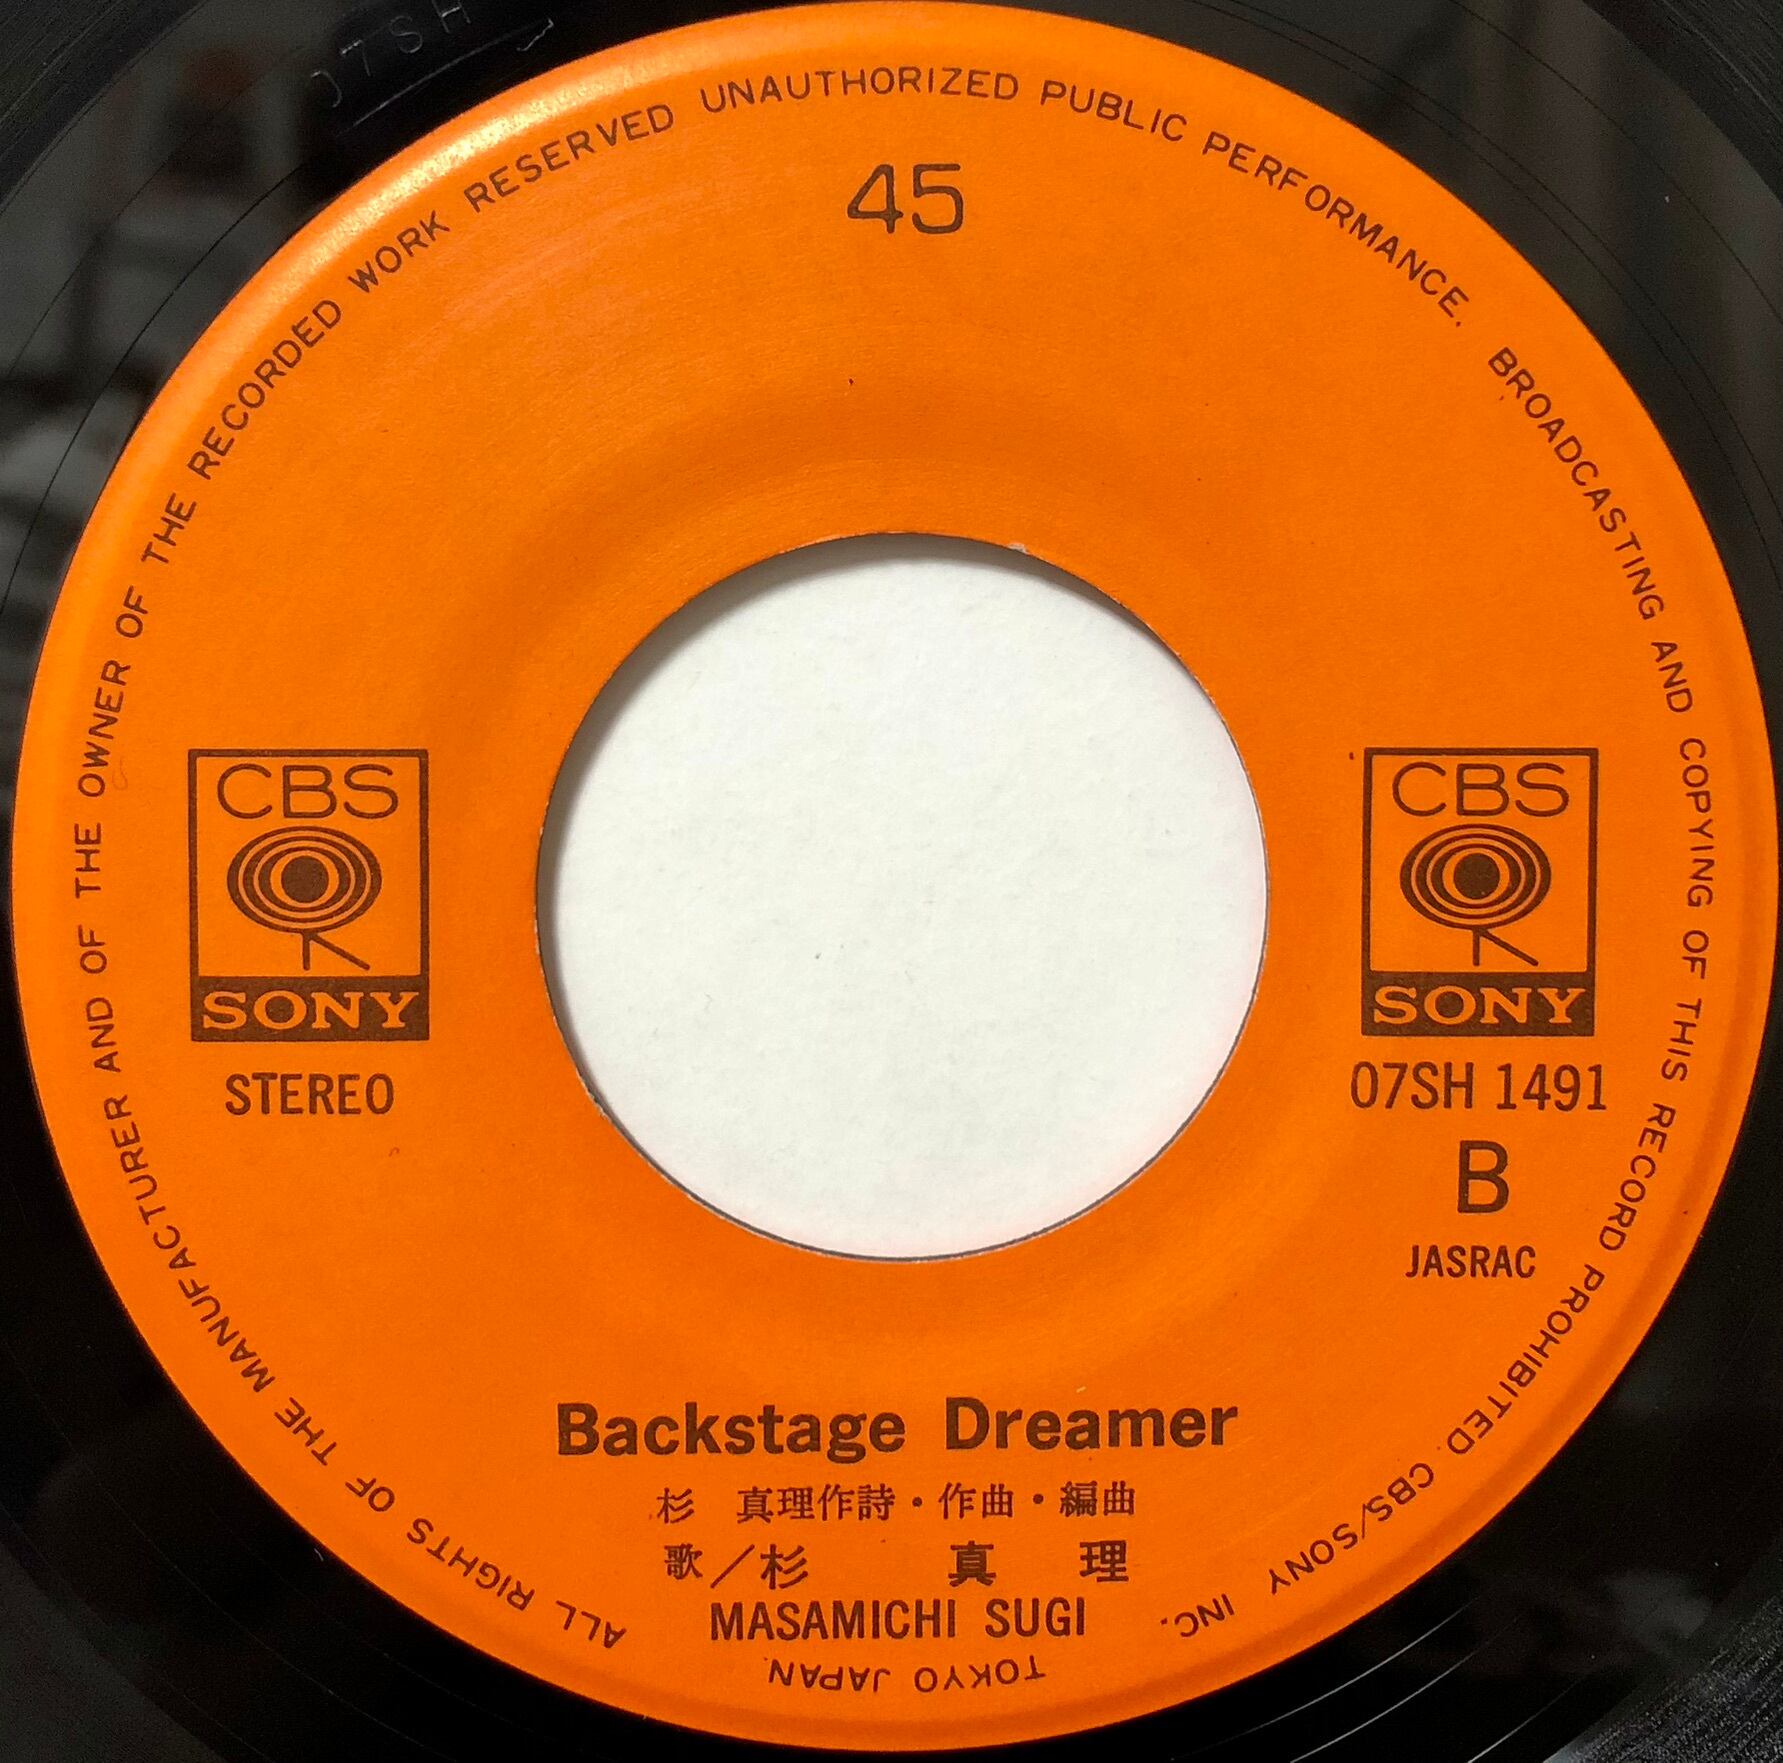 07SH
ALL RIGHTS OF THE MANUFACTURER AND OF THE OWNER OF THE RECORDED WORK RESERVED UNAUTHORIZED PUBLIC PERFORMANCE. BROADCASTING AND COPYING OF THIS RECORD PROHIBITED. CBS/SONY INC.
TOKYO JAPAN
45
CBS
SONY
STEREO
CBS
SONY
07SH 1491
B
JASRAC
Backstage Dreamer
杉 真理作詩・作曲・編曲
歌／杉 真 理
MASAMICHI SUGI